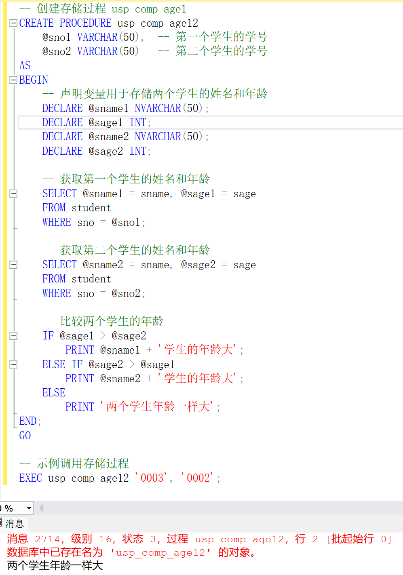 -- 创建存储过程 usp_comp_age1
CREATE PROCEDURE usp_comp_age12
@sno1 VARCHAR(50), -- 第一个学生的学号
@sno2 VARCHAR(50) -- 第二个学生的学号
AS
BEGIN
-- 声明变量用于存储两个学生的姓名和年龄
DECLARE @sname1 NVARCHAR(50);
DECLARE @sage1 INT;
DECLARE @sname2 NVARCHAR(50);
DECLARE @sage2 INT;
-- 获取第一个学生的姓名和年龄
SELECT @sname1 = sname, @sage1 = sage
FROM student
WHERE sno = @sno1;
获取第二个学生的姓名和年龄
SELECT @sname2 = sname, @sage2 = sage
FROM student
WHERE sno = @sno2;
比较两个学生的年龄
IF @sage1 > @sage2
PRINT @sname1 + '学生的年龄大';
ELSE IF @sage2 > @sage1
PRINT @sname2 + '学生的年龄大';
ELSE
PRINT '两个学生年龄一样大';
END;
GO
-- 示例调用存储过程
EXEC usp_comp_age12 '0003', '0002';
0 %
消息
消息 2714，级别 16，状态 3，过程 usp_comp_age12，行 2 [批起始行 0]
数据库中已存在名为 'usp_comp_age12' 的对象。
两个学生年龄一样大